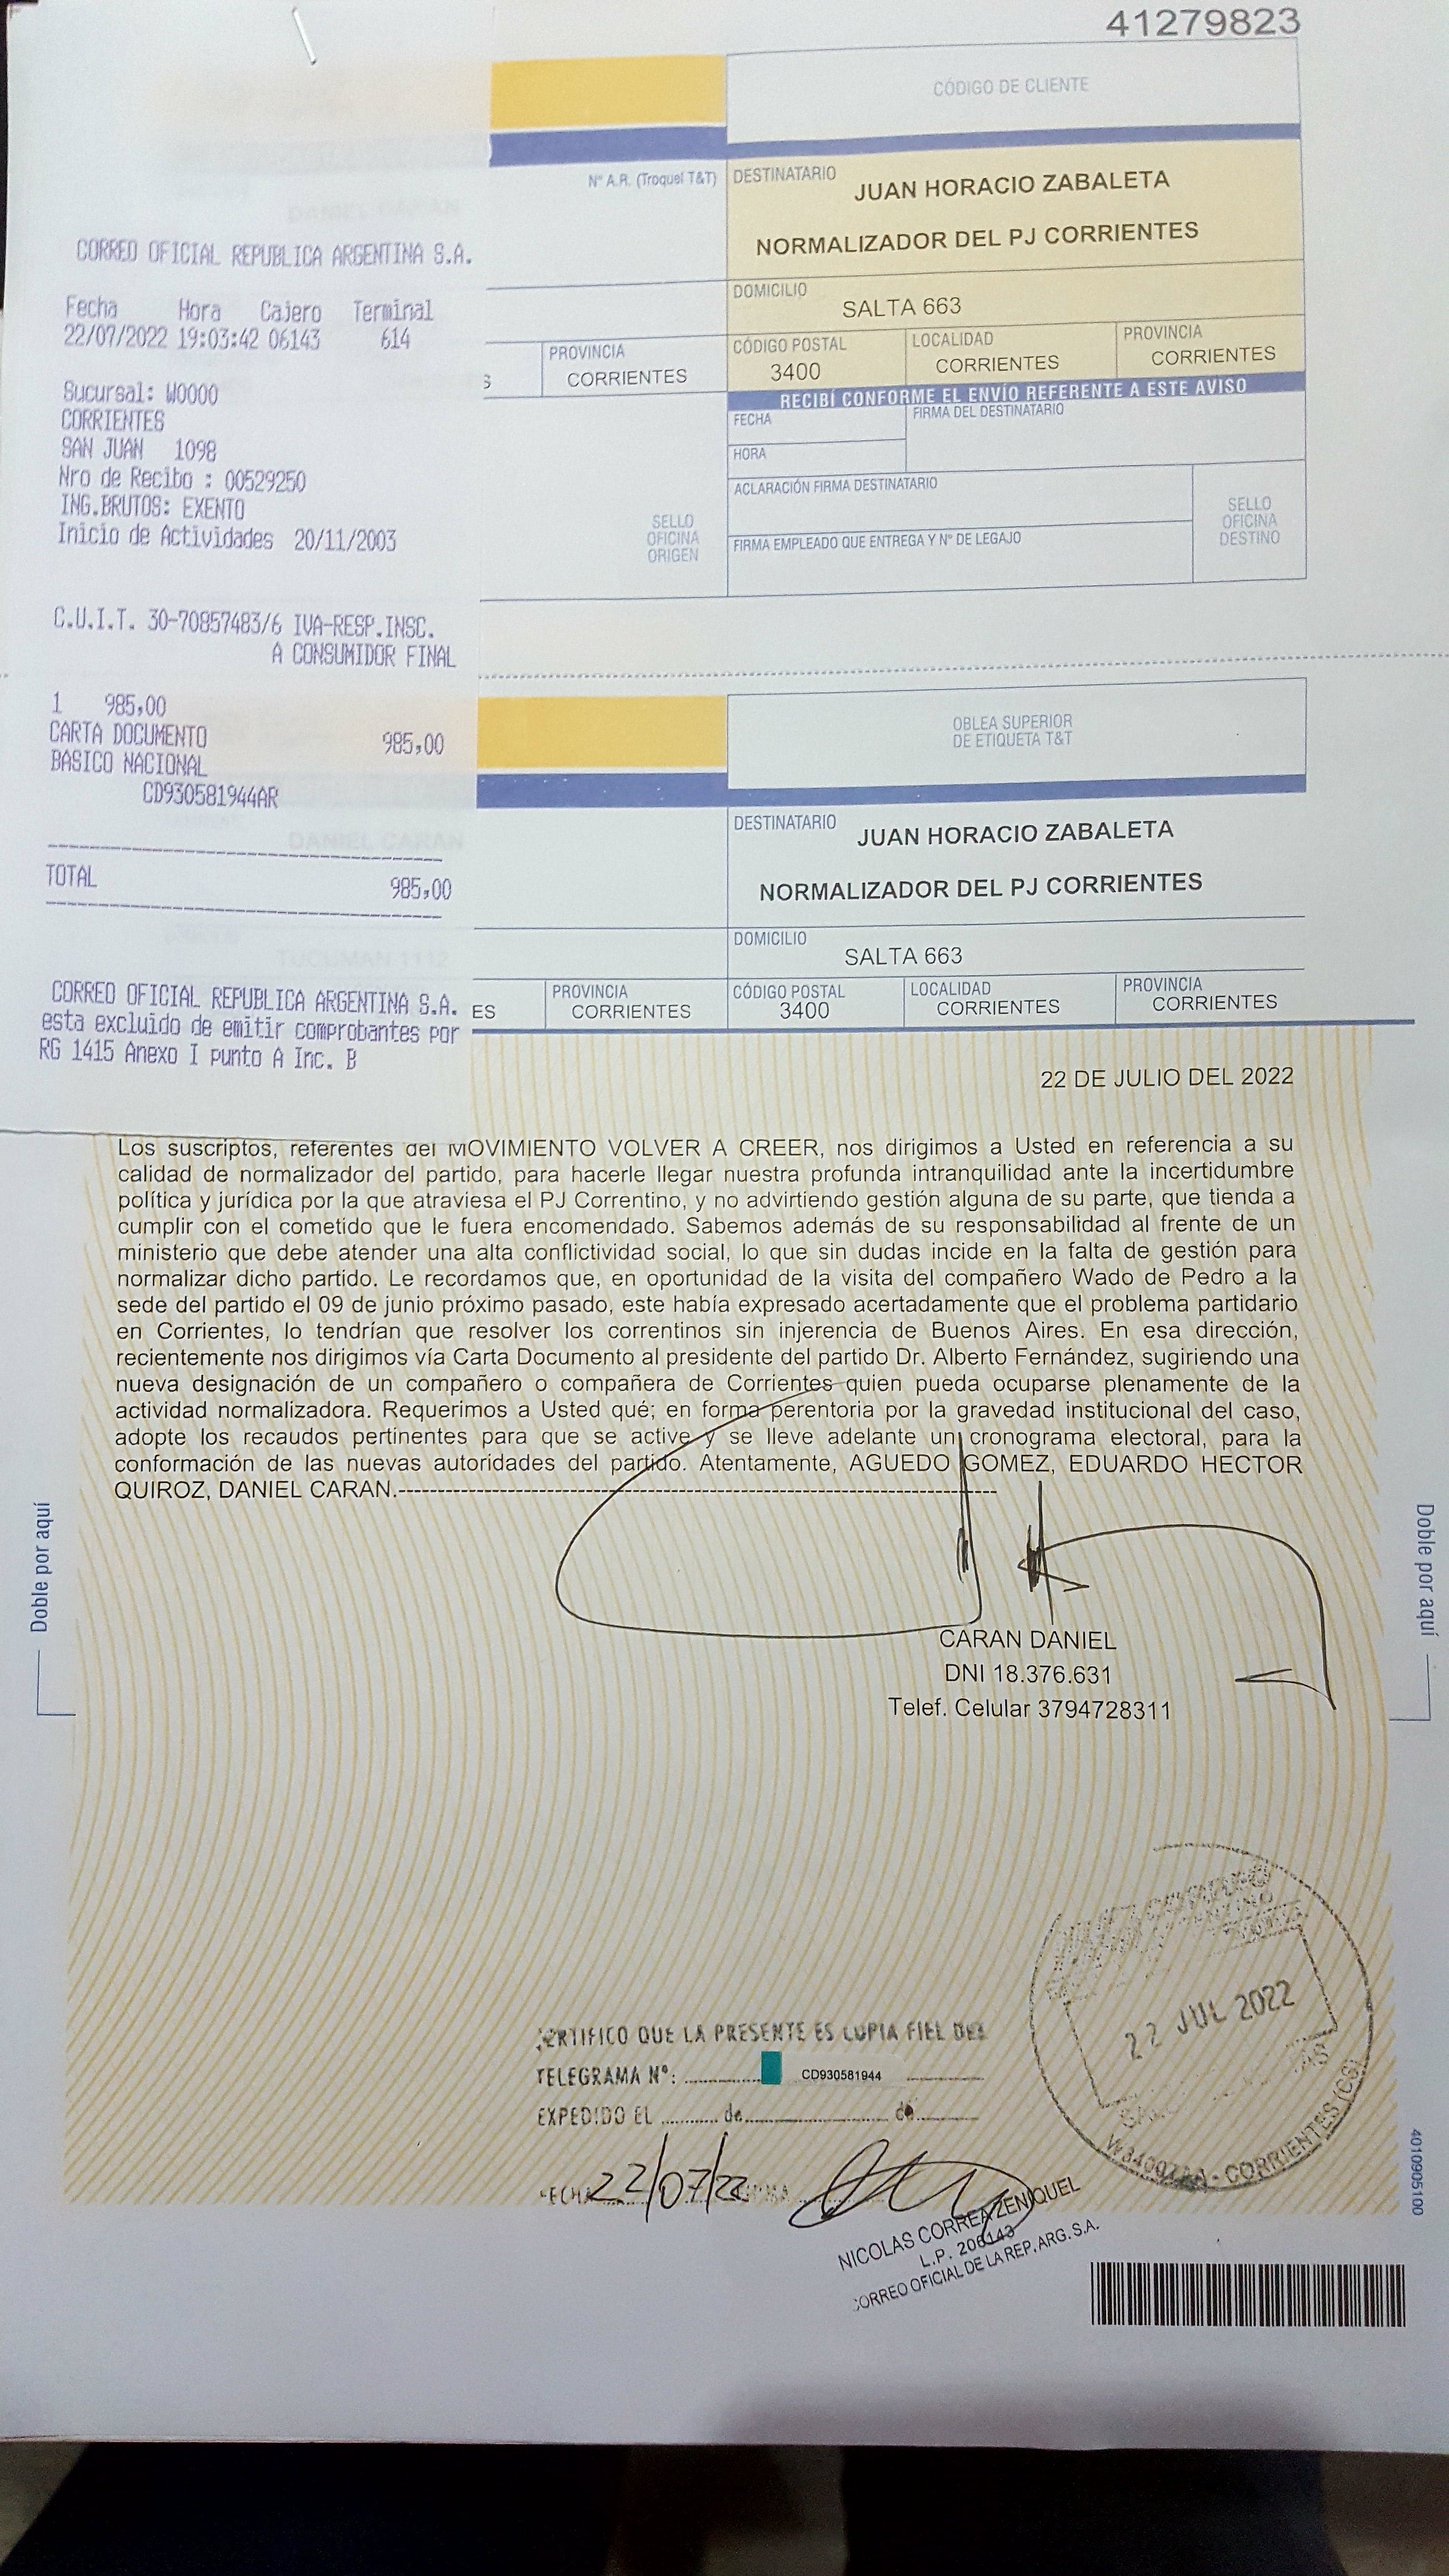 41279823
CÓDIGO DE CLIENTE
Nº A.R. (Troquel T&T)
DESTINATARIO
JUAN HORACIO ZABALETA
NORMALIZADOR DEL PJ CORRIENTES
DOMICILIO
SALTA 663
PROVINCIA
CORRIENTES
CÓDIGO POSTAL
3400
LOCALIDAD
CORRIENTES
PROVINCIA
CORRIENTES
RECIBÍ CONFORME EL ENVÍO REFERENTE A ESTE AVISO
FECHA
FIRMA DEL DESTINATARIO
HORA
ACLARACIÓN FIRMA DESTINATARIO
SELLO
OFICINA
ORIGEN
SELLO
OFICINA
DESTINO
FIRMA EMPLEADO QUE ENTREGA Y Nº DE LEGAJO
CORREO OFICIAL REPUBLICA ARGENTINA S.A.
Fecha Hora Cajero Terminal
22/07/2022 19:03:42 06143 614
Sucursal: W0000
CORRIENTES
SAN JUAN 1098
Nro de Recibo : 00529250
ING.BRUTOS: EXENTO
Inicio de Actividades 20/11/2003
C.U.I.T. 30-70857483/6 IVA-RESP.INSC.
A CONSUMIDOR FINAL
1 985,00
CARTA DOCUMENTO 985,00
BASICO NACIONAL
CD930581944AR
DANIEL CARAN
TOTAL 985,00
TUCUMAN 1112
CORREO OFICIAL REPUBLICA ARGENTINA S.A.
esta excluido de emitir comprobantes por
RG 1415 Anexo I punto A Inc. B
OBLEA SUPERIOR
DE ETIQUETA T&T
DESTINATARIO
JUAN HORACIO ZABALETA
NORMALIZADOR DEL PJ CORRIENTES
DOMICILIO
SALTA 663
ES
PROVINCIA
CORRIENTES
CÓDIGO POSTAL
3400
LOCALIDAD
CORRIENTES
PROVINCIA
CORRIENTES
22 DE JULIO DEL 2022
Los suscriptos, referentes del MOVIMIENTO VOLVER A CREER, nos dirigimos a Usted en referencia a su
calidad de normalizador del partido, para hacerle llegar nuestra profunda intranquilidad ante la incertidumbre
política y jurídica por la que atraviesa el PJ Correntino, y no advirtiendo gestión alguna de su parte, que tienda a
cumplir con el cometido que le fuera encomendado. Sabemos además de su responsabilidad al frente de un
ministerio que debe atender una alta conflictividad social, lo que sin dudas incide en la falta de gestión para
normalizar dicho partido. Le recordamos que, en oportunidad de la visita del compañero Wado de Pedro a la
sede del partido el 09 de junio próximo pasado, este había expresado acertadamente que el problema partidario
en Corrientes, lo tendrían que resolver los correntinos sin injerencia de Buenos Aires. En esa dirección,
recientemente nos dirigimos vía Carta Documento al presidente del partido Dr. Alberto Fernández, sugiriendo una
nueva designación de un compañero o compañera de Corrientes quien pueda ocuparse plenamente de la
actividad normalizadora. Requerimos a Usted qué; en forma perentoria por la gravedad institucional del caso,
adopte los recaudos pertinentes para que se active y se lleve adelante un cronograma electoral, para la
conformación de las nuevas autoridades del partido. Atentamente, AGUEDO GOMEZ, EDUARDO HECTOR
QUIROZ, DANIEL CARAN.-----------------------------------------------------------------
Doble por aquí
Doble por aquí
CARAN DANIEL
DNI 18.376.631
Telef. Celular 3794728311
22 JUL 2022
CORRIENTES (CS)
CERTIFICO QUE LA PRESENTE ES COPIA FIEL DEL
TELEGRAMA Nº: CD930581944
EXPEDIDO EL ......... de .................... de .........
FECHA 22/07/22 FIRMA
NICOLAS CORREA ZENIQUEL
L.P. 206143
CORREO OFICIAL DE LA REP. ARG. S.A.
4010905100